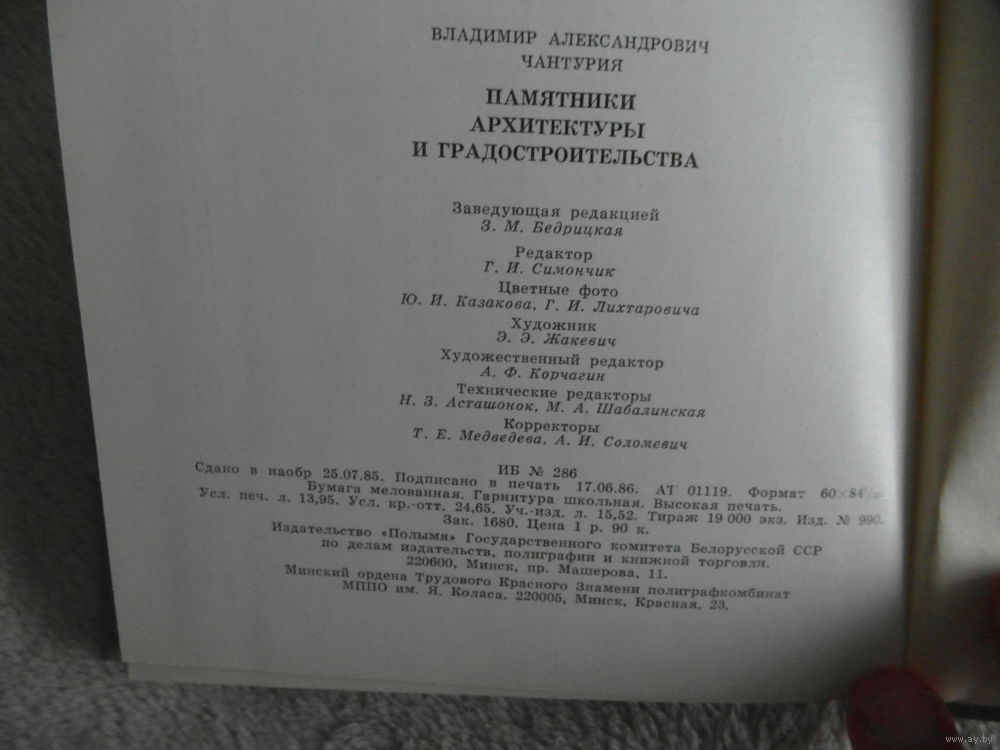 ВЛАДИМИР АЛЕКСАНДРОВИЧ
ЧАНТУРИЯ
ПАМЯТНИКИ
АРХИТЕКТУРЫ
И ГРАДОСТРОИТЕЛЬСТВА
Заведующая редакцией
З. М. Бедрицкая
Редактор
Г. И. Симончик
Цветные фото
Ю. И. Казакова, Г. И. Лихтаровича
Художник
Э. Э. Жакевич
Художественный редактор
А. Ф. Корчагин
Технические редакторы
Н. З. Асташонок, М. А. Шабалинская
Корректоры
Т. Е. Медведева, А. И. Соломевич
ИБ № 286
Сдано в наобр 25.07.85. Подписано в печать 17.06.86. АТ 01119. Формат 60×84
Бумага мелованная. Гарнитура школьная. Высокая печать.
Усл. печ. л. 13,95. Усл. кр.-отт. 24,65. Уч.-изд. л. 15,52. Тираж 19 000 экз. Изд. № 990.
Зак. 1680. Цена 1 р. 90 к.
Издательство «Полымя» Государственного комитета Белорусской ССР
по делам издательств, полиграфии и книжной торговли.
220600, Минск, пр. Машерова, 11.
Минский ордена Трудового Красного Знамени полиграфкомбинат
МППО им. Я. Коласа. 220005, Минск, Красная, 23.
www.ay.by